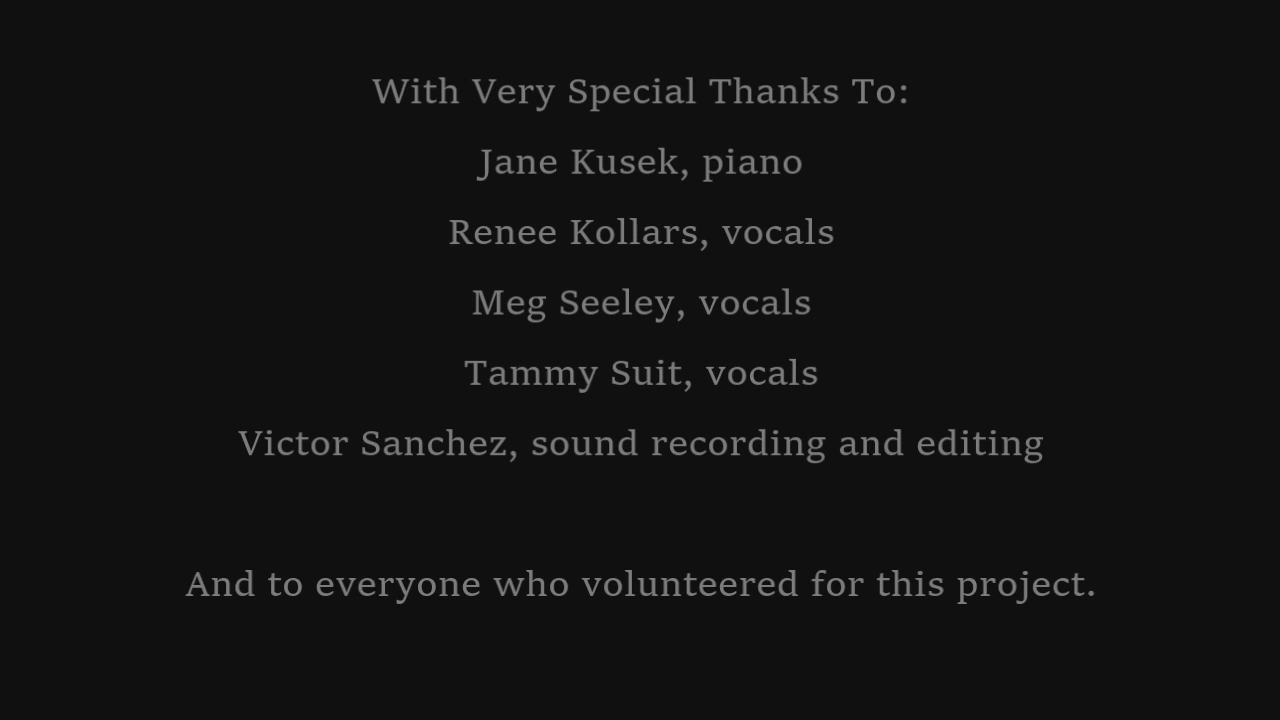 With Very Special Thanks To:
Jane Kusek, piano
Renee Kollars, vocals
Meg Seeley, vocals
Tammy Suit, vocals
Victor Sanchez, sound recording and editing
And to everyone who volunteered for this project.